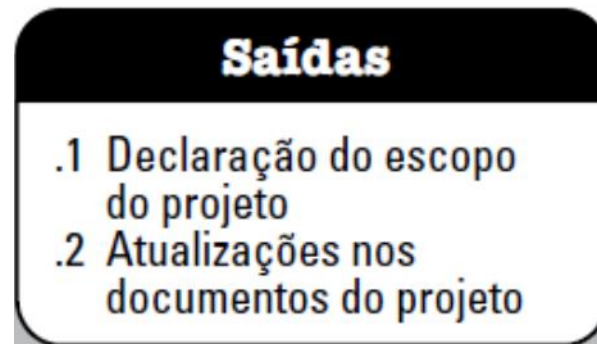 Saídas
.1 Declaração do escopo
do projeto
.2 Atualizações nos
documentos do projeto